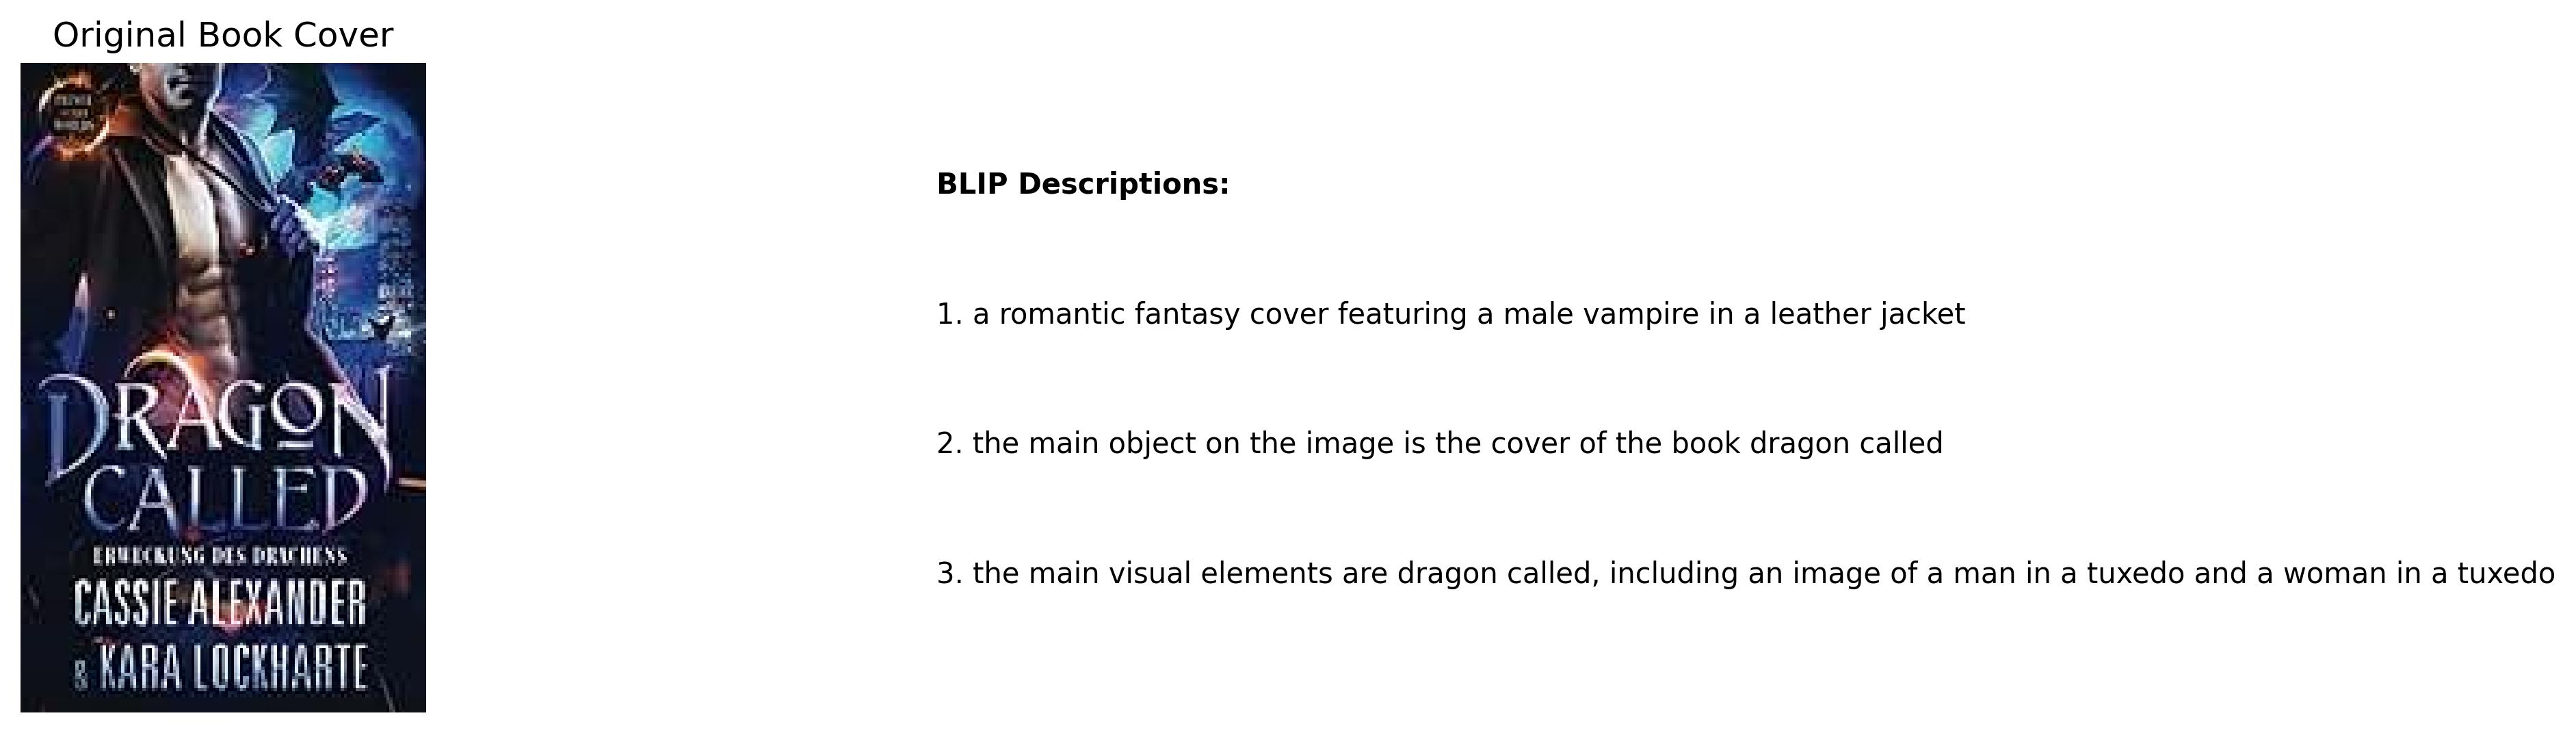 Original Book Cover
DRAGON
CALLED
ERWECKUNG DES DRACHENS
CASSIE ALEXANDER
& KARA LOCKHARTE
BLIP Descriptions:
1. a romantic fantasy cover featuring a male vampire in a leather jacket
2. the main object on the image is the cover of the book dragon called
3. the main visual elements are dragon called, including an image of a man in a tuxedo and a woman in a tuxedo